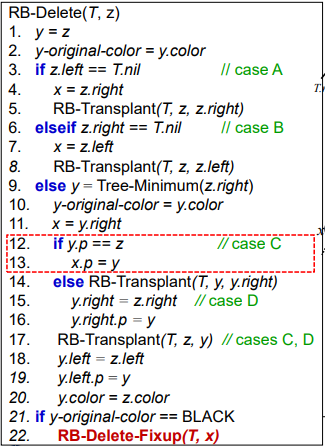 RB-Delete(T, z)
1. y = z
2. y-original-color = y.color
3. if z.left == T.nil // case A
4. x = z.right
5. RB-Transplant(T, z, z.right)
6. elseif z.right == T.nil // case B
7. x = z.left
8. RB-Transplant(T, z, z.left)
9. else y = Tree-Minimum(z.right)
10. y-original-color = y.color
11. x = y.right
12. if y.p == z // case C
13. x.p = y
14. else RB-Transplant(T, y, y.right)
15. y.right = z.right // case D
16. y.right.p = y
17. RB-Transplant(T, z, y) // cases C, D
18. y.left = z.left
19. y.left.p = y
20. y.color = z.color
21. if y-original-color == BLACK
22. RB-Delete-Fixup(T, x)